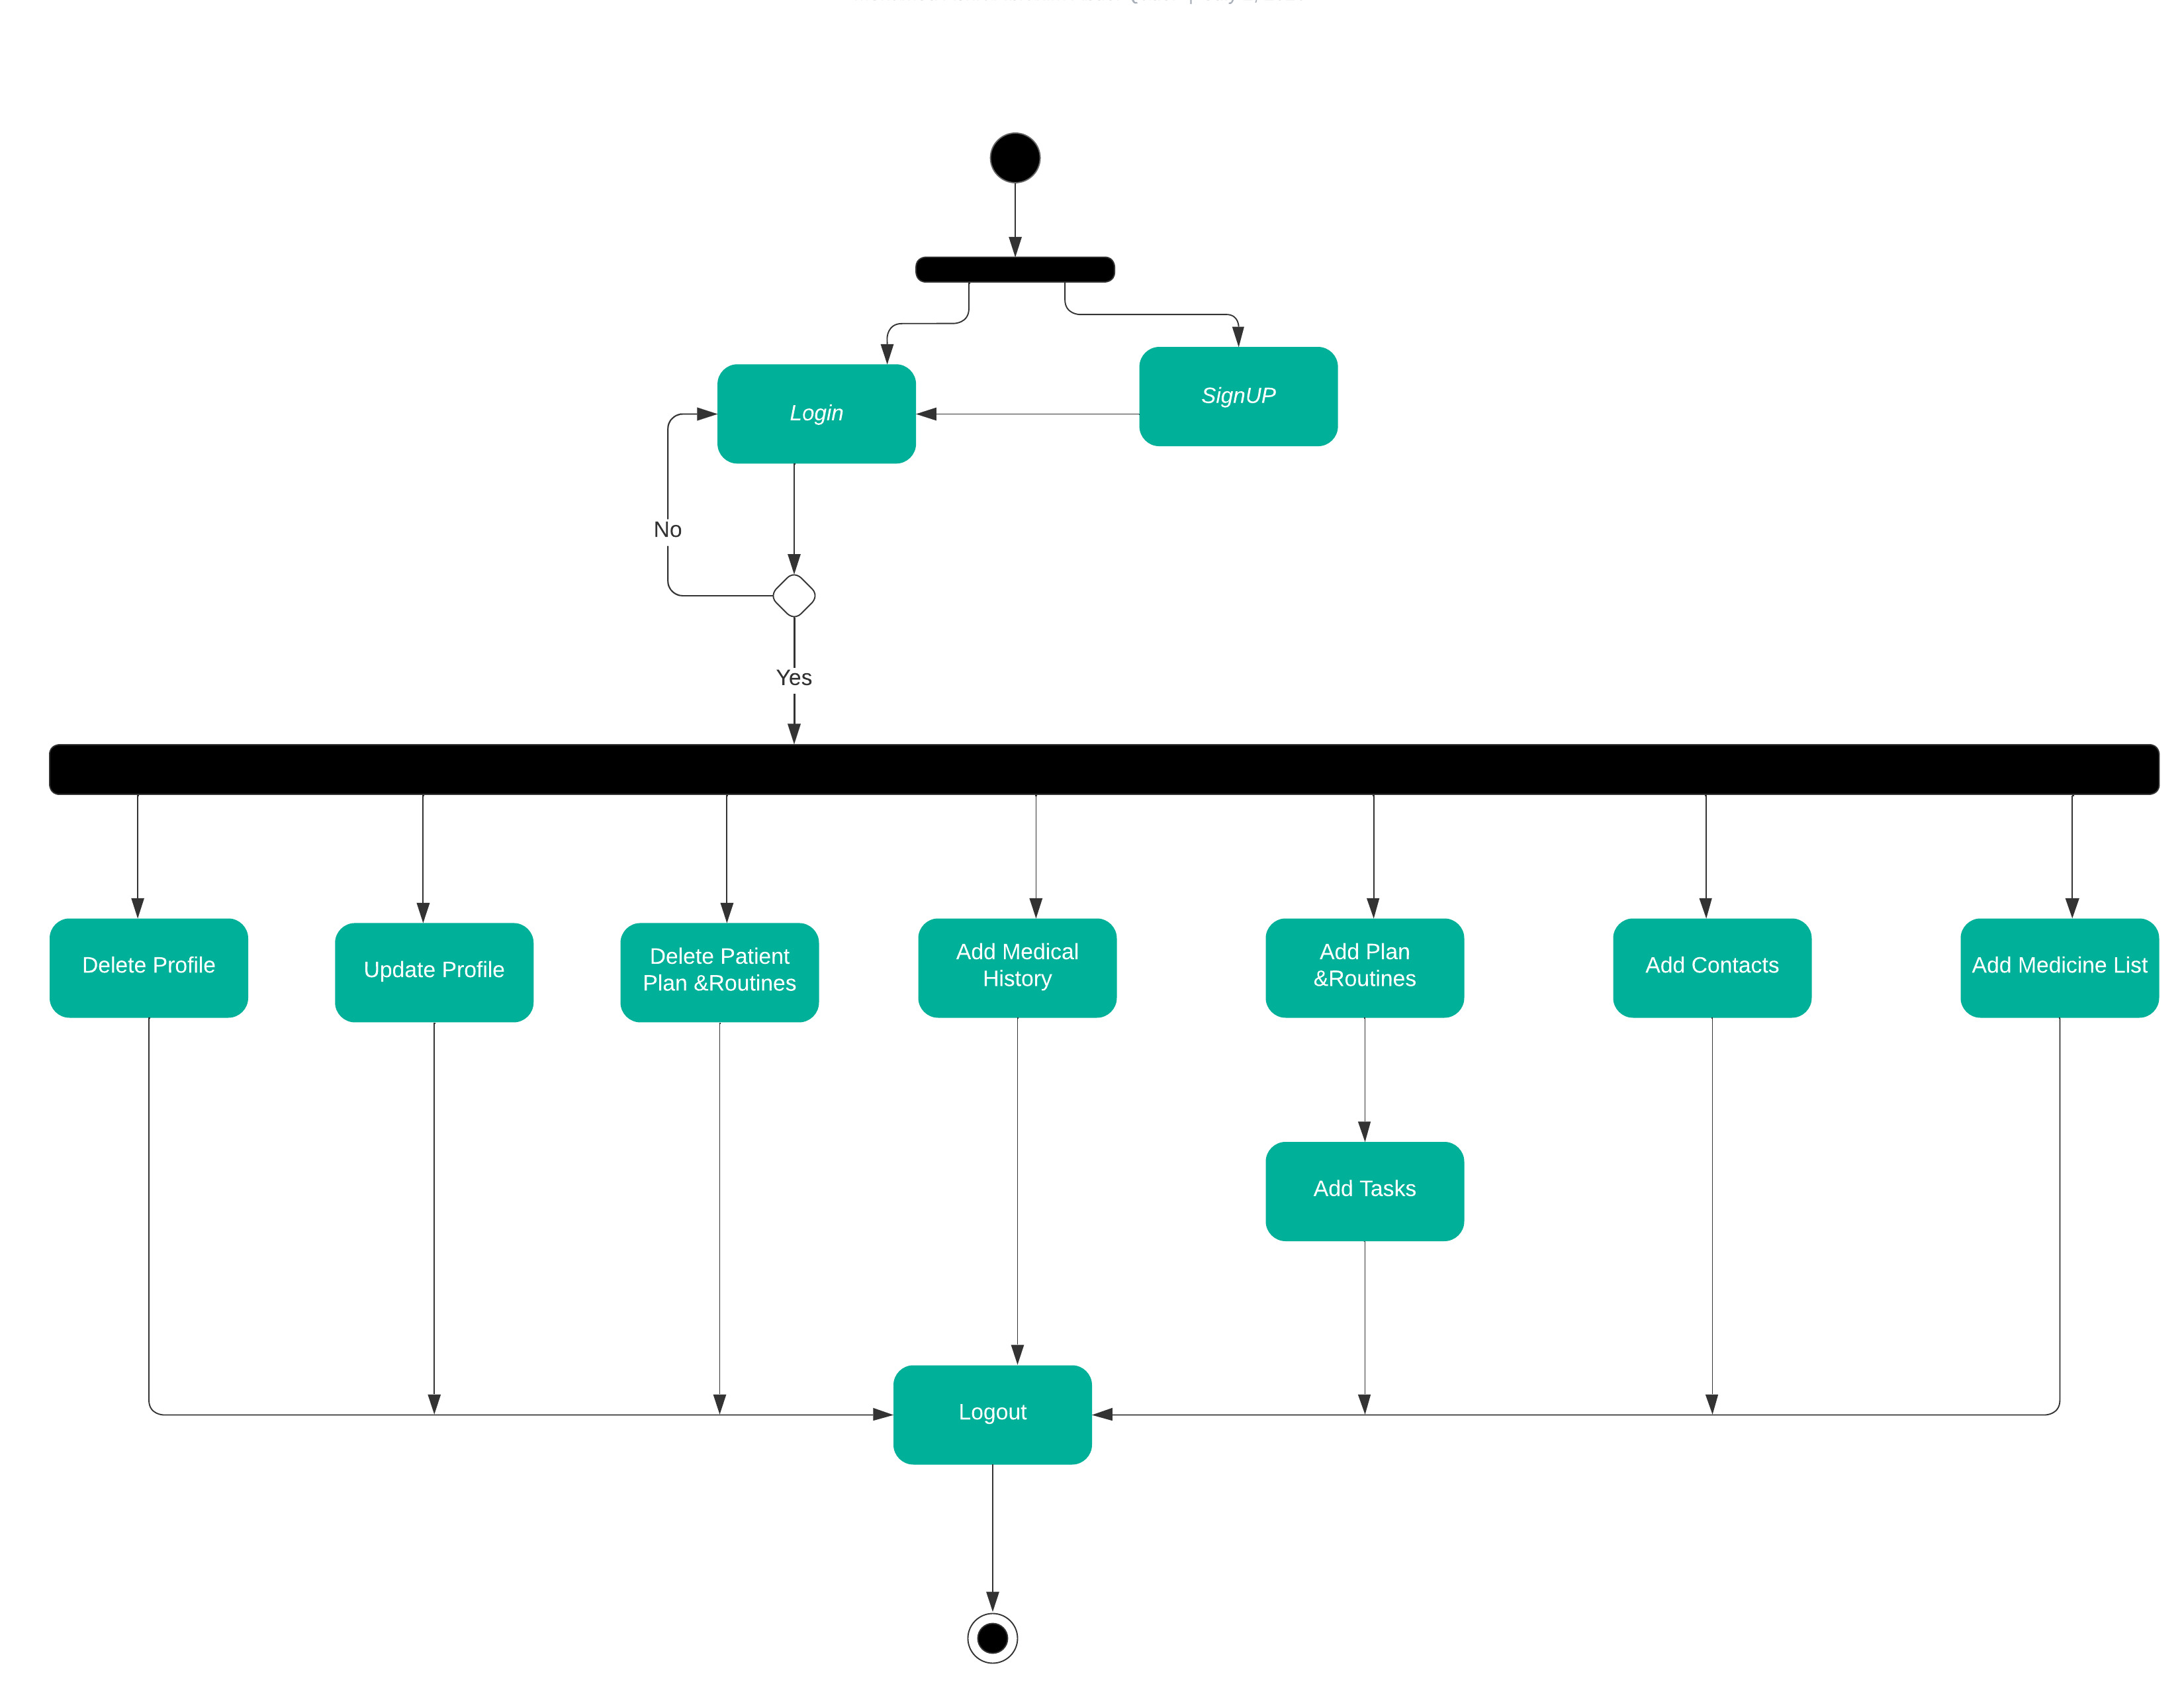 Login
SignUP
No
Yes
Delete Profile
Update Profile
Delete Patient
Plan &Routines
Add Medical
History
Add Plan
&Routines
Add Contacts
Add Medicine List
Add Tasks
Logout